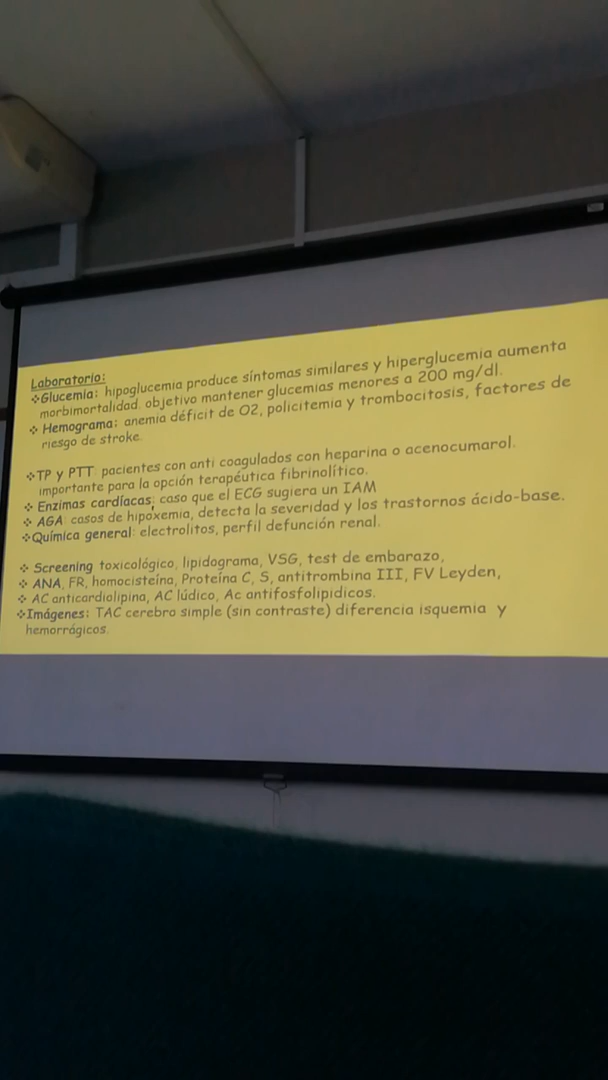 Laboratorio:
❖Glucemia: hipoglucemia produce síntomas similares y hiperglucemia aumenta
morbimortalidad. objetivo mantener glucemias menores a 200 mg/dl.
❖ Hemograma: anemia déficit de O2, policitemia y trombocitosis, factores de
riesgo de stroke.
❖TP y PTT: pacientes con anti coagulados con heparina o acenocumarol.
importante para la opción terapéutica fibrinolítico.
❖ Enzimas cardíacas; caso que el ECG sugiera un IAM
❖ AGA: casos de hipoxemia, detecta la severidad y los trastornos ácido-base.
❖Química general: electrolitos, perfil defunción renal.
❖ Screening toxicológico, lipidograma, VSG, test de embarazo,
❖ ANA, FR, homocisteína, Proteína C, S, antitrombina III, FV Leyden,
❖ AC anticardiolipina, AC lúdico, Ac antifosfolipidicos.
❖Imágenes: TAC cerebro simple (sin contraste) diferencia isquemia y
hemorrágicos.